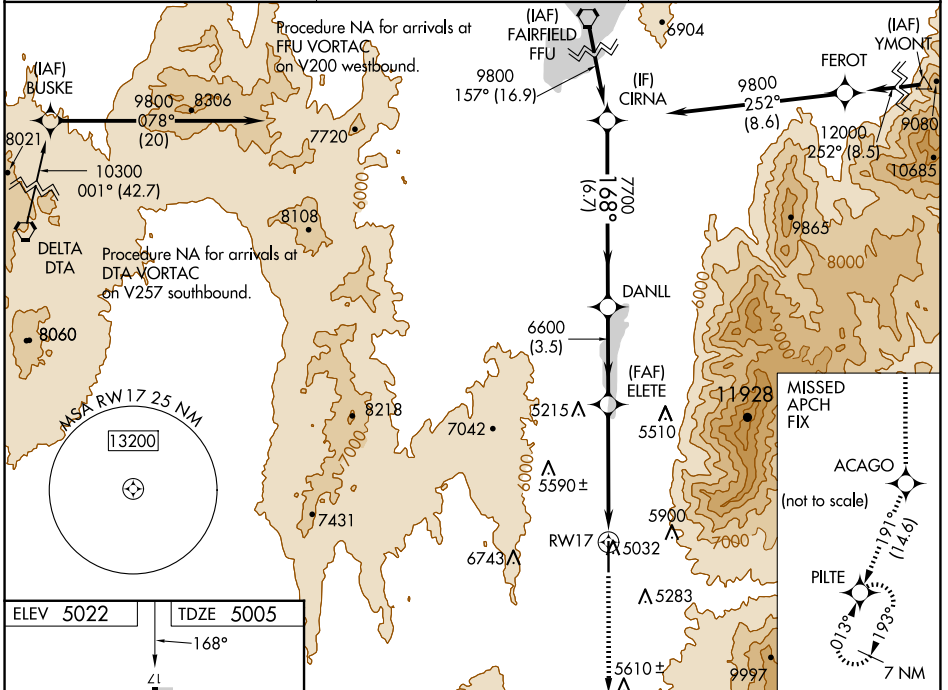 Procedure NA for arrivals at
FFU VORTAC
on V200 westbound.
(IAF)
FAIRFIELD
FFU
6904
(IAF)
YMONT
FEROT
(IAF)
BUSKE
9800
8306
078°
(20)
7720
9800
157° (16.9)
(IF)
CIRNA
9800
252°
(8.6)
12000
252° (8.5)
9080
10685
8021
10300
001° (42.7)
6000
7700
168°
(6.7)
8108
9865
DELTA
DTA
Procedure NA for arrivals at
DTA VORTAC
on V257 southbound.
8000
6000
DANLL
8060
6600
(3.5)
(FAF)
ELETE
MSA RW17 25 NM
13200
8218
7000
7042
5215
5510
11928
6000
5590 ±
7431
6743
RW17
5032
5900
7000
5283
5610 ±
9997
MISSED
APCH
FIX
ACAGO
(not to scale)
191°
(14.6)
PILTE
013°
193°
7 NM
ELEV 5022
TDZE 5005
168°
17